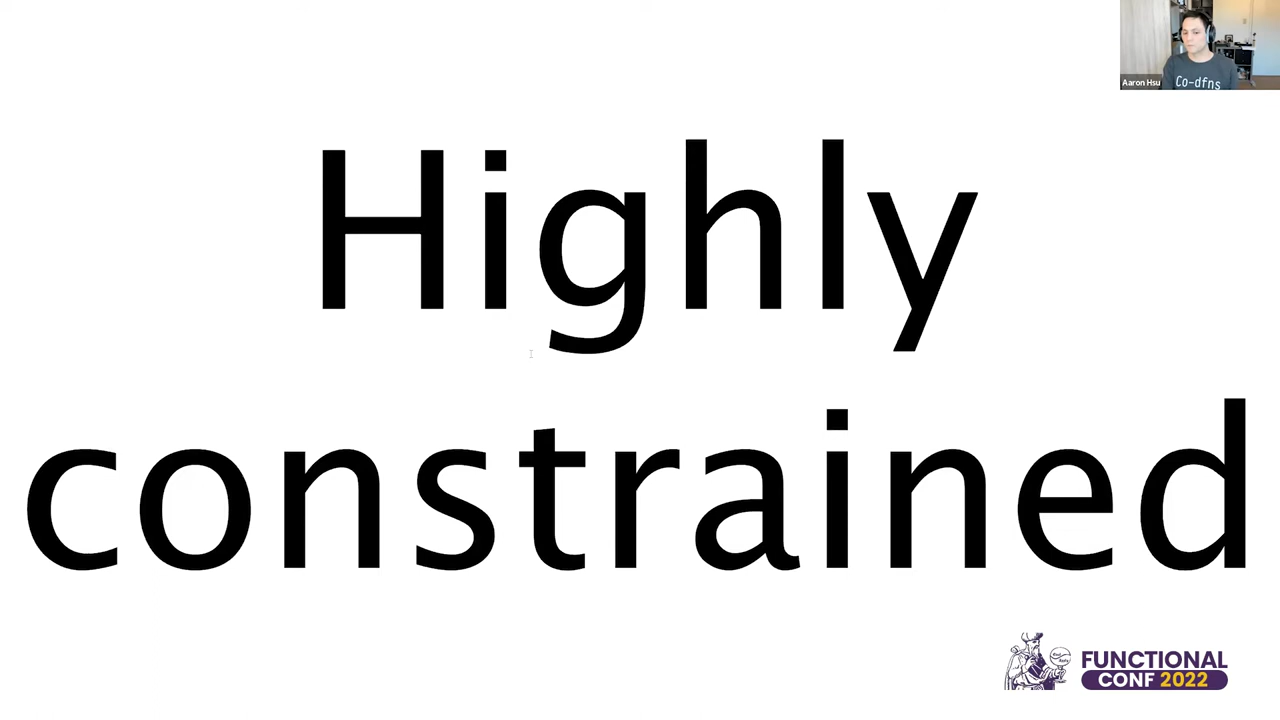 Aaron Hsu
Co-dfns
Highly
constrained
FUNCTIONAL
CONF 2022